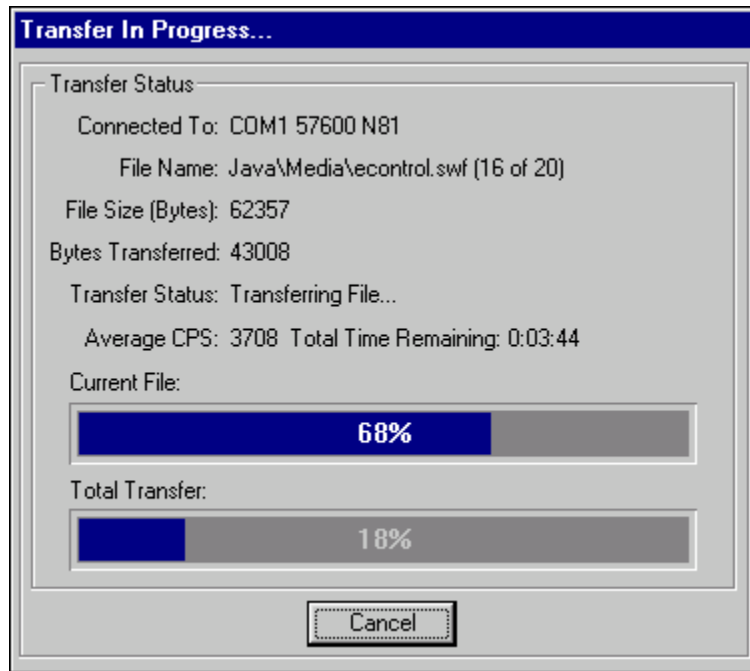 Transfer In Progress...
Transfer Status
Connected To: COM1 57600 N81
File Name: Java\Media\econtrol.swf (16 of 20)
File Size (Bytes): 62357
Bytes Transferred: 43008
Transfer Status: Transferring File...
Average CPS: 3708 Total Time Remaining: 0:03:44
Current File:
68%
Total Transfer:
18%
Cancel